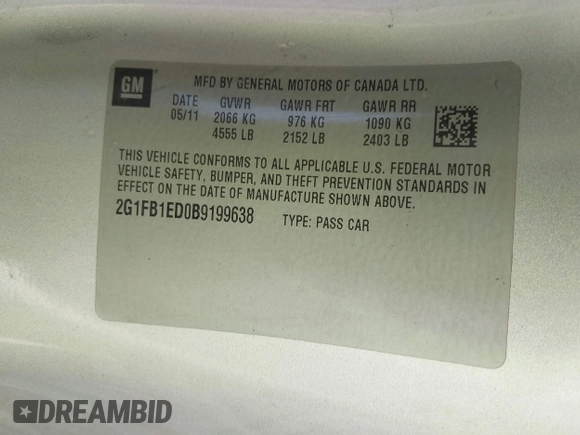 GM
MFD BY GENERAL MOTORS OF CANADA LTD.
DATE GVWR GAWR FRT GAWR RR
05/11 2066 KG 976 KG 1090 KG
4555 LB 2152 LB 2403 LB
THIS VEHICLE CONFORMS TO ALL APPLICABLE U.S. FEDERAL MOTOR
VEHICLE SAFETY, BUMPER, AND THEFT PREVENTION STANDARDS IN
EFFECT ON THE DATE OF MANUFACTURE SHOWN ABOVE.
2G1FB1ED0B9199638 TYPE: PASS CAR
DREAMBID